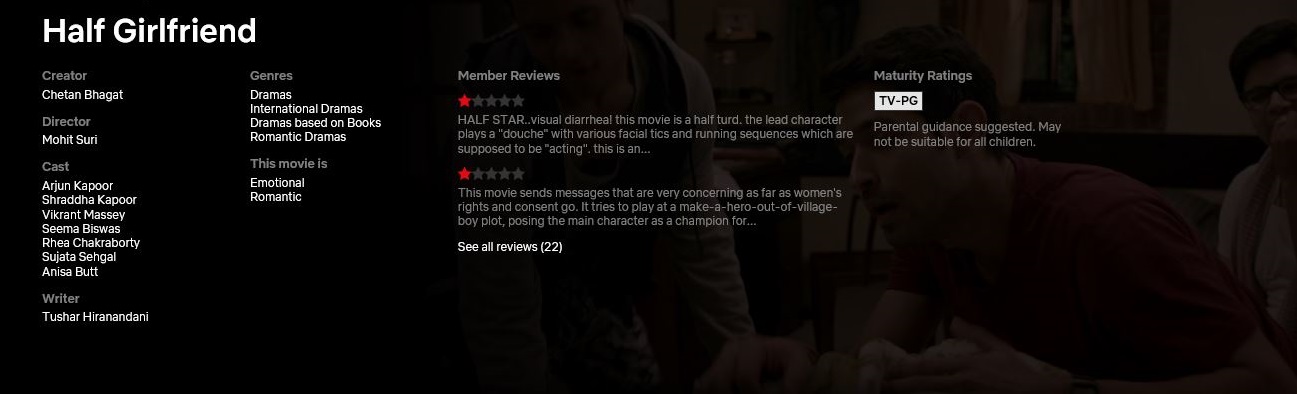 Half Girlfriend
Creator
Chetan Bhagat
Director
Mohit Suri
Cast
Arjun Kapoor
Shraddha Kapoor
Vikrant Massey
Seema Biswas
Rhea Chakraborty
Sujata Sehgal
Anisa Butt
Writer
Tushar Hiranandani
Genres
Dramas
International Dramas
Dramas based on Books
Romantic Dramas
This movie is
Emotional
Romantic
Member Reviews
HALF STAR..visual diarrhea! this movie is a half turd. the lead character
plays a "douche" with various facial tics and running sequences which are
supposed to be "acting". this is an...
This movie sends messages that are very concerning as far as women's
rights and consent go. It tries to play at a make-a-hero-out-of-village-
boy plot, posing the main character as a champion for...
See all reviews (22)
Maturity Ratings
TV-PG
Parental guidance suggested. May
not be suitable for all children.